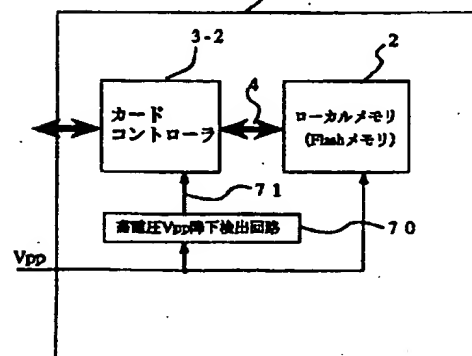 3-2
2
カード
コントローラ
4
ローカルメモリ
(Flashメモリ)
71
高電圧Vpp降下検出回路
70
Vpp